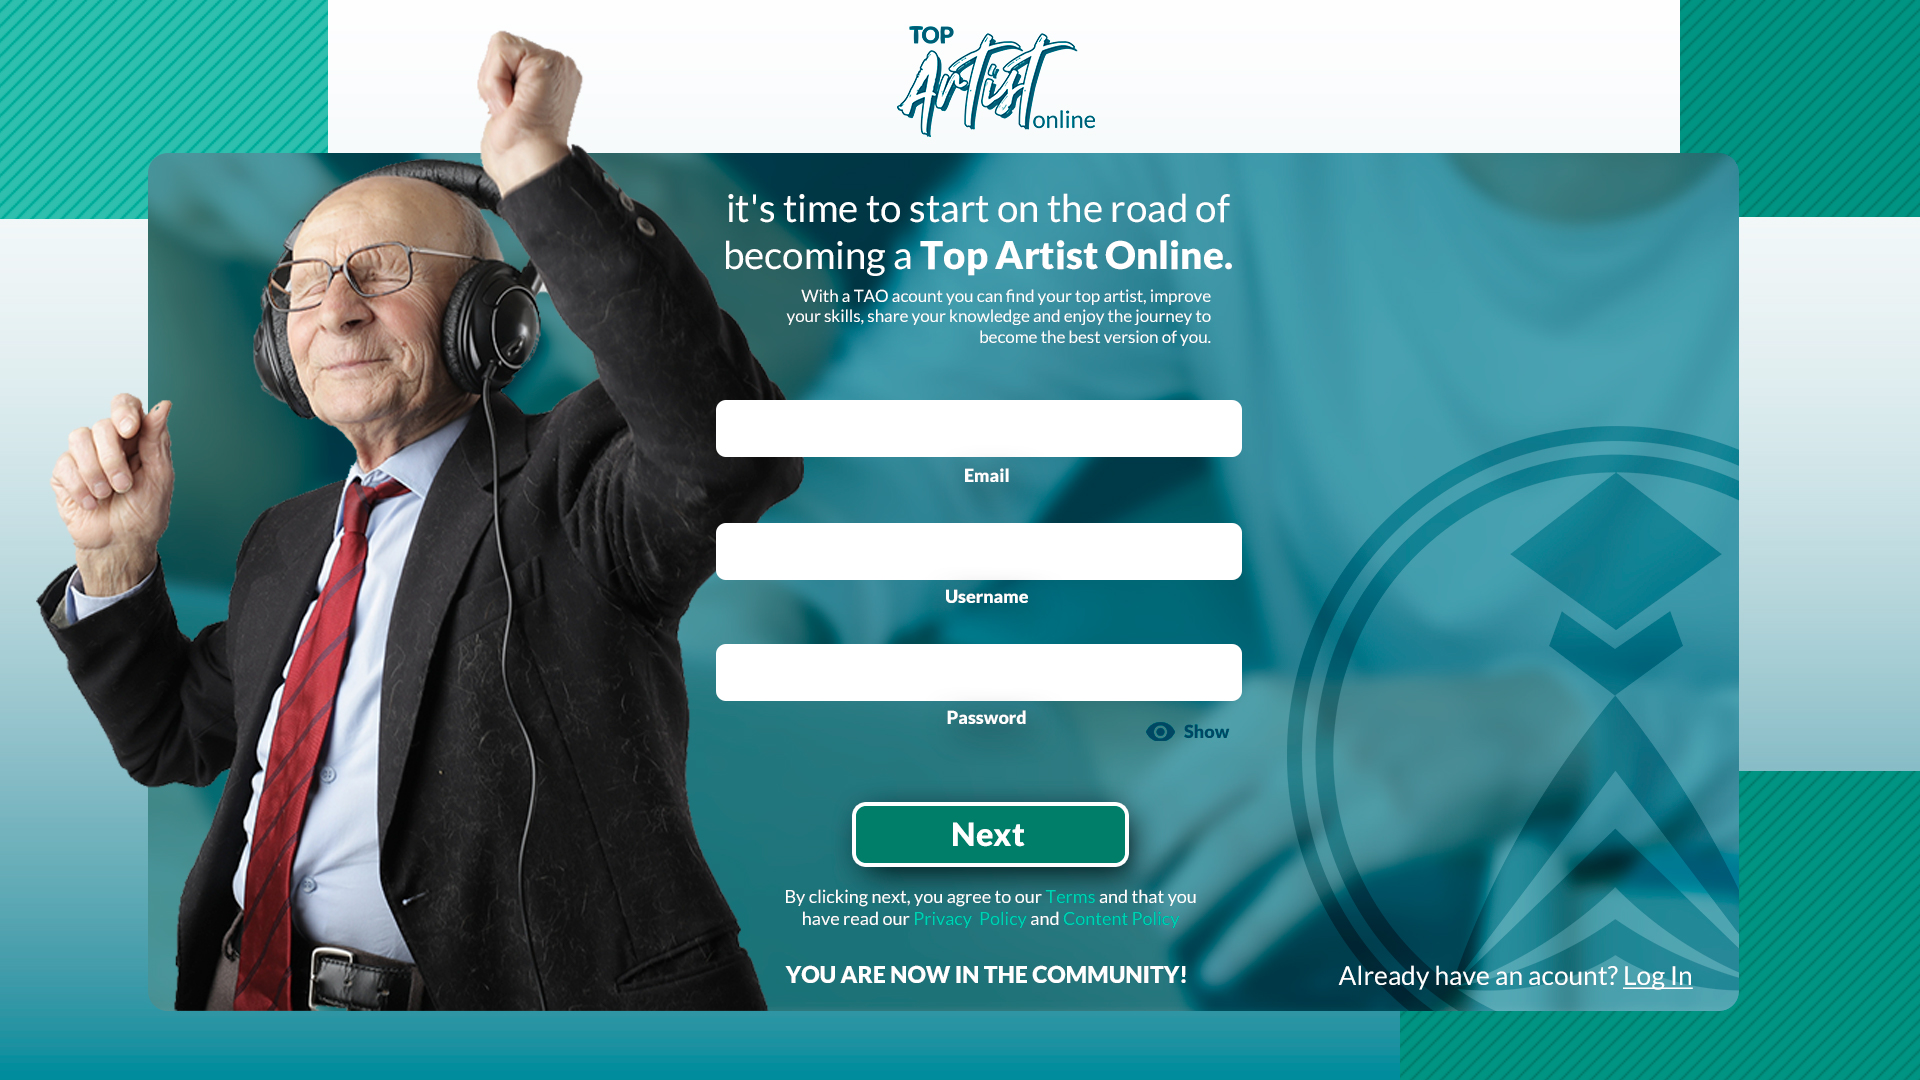 TOP
Artist
online
it's time to start on the road of
becoming a Top Artist Online.
With a TAO acount you can find your top artist, improve
your skills, share your knowledge and enjoy the journey to
become the best version of you.
Email
Username
Password
Show
Next
By clicking next, you agree to our Terms and that you
have read our Privacy Policy and Content Policy
YOU ARE NOW IN THE COMMUNITY!
Already have an acount? Log In